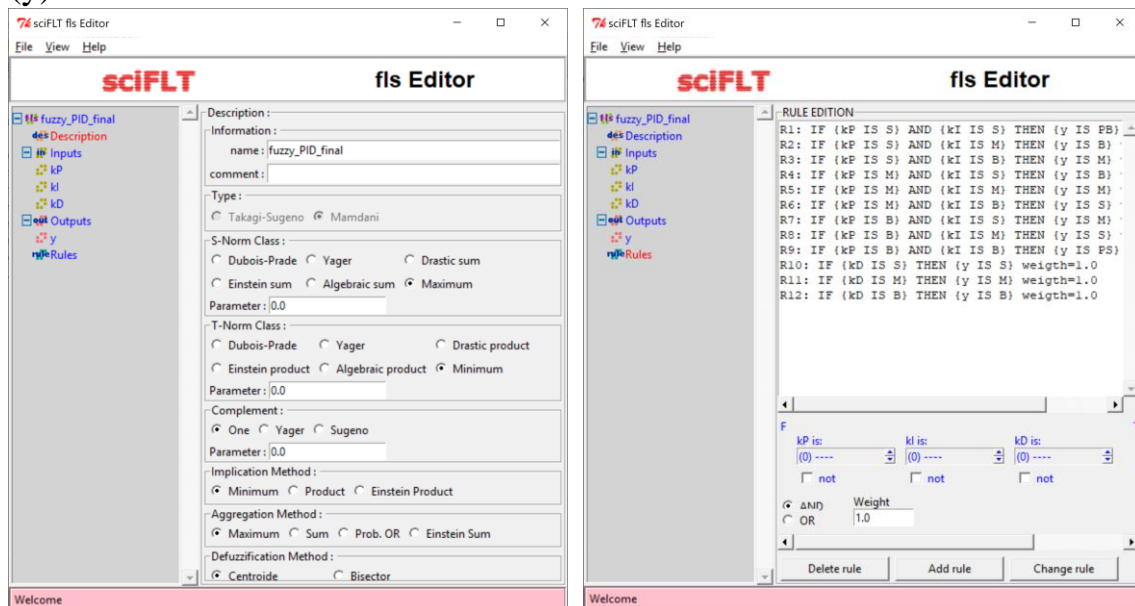 (y)
sciFLT fls Editor
File View Help
sciFLT fls Editor
fuzzy_PID_final
des Description
Inputs
kP
kI
kD
out Outputs
y
rule Rules
Description :
Information :
name : fuzzy_PID_final
comment :
Type :
Takagi-Sugeno Mamdani
S-Norm Class :
Dubois-Prade Yager Drastic sum
Einstein sum Algebraic sum Maximum
Parameter : 0.0
T-Norm Class :
Dubois-Prade Yager Drastic product
Einstein product Algebraic product Minimum
Parameter : 0.0
Complement :
One Yager Sugeno
Parameter : 0.0
Implication Method :
Minimum Product Einstein Product
Aggregation Method :
Maximum Sum Prob. OR Einstein Sum
Defuzzification Method :
Centroide Bisector
Welcome
sciFLT fls Editor
File View Help
sciFLT fls Editor
fuzzy_PID_final
des Description
Inputs
kP
kI
kD
out Outputs
y
rule Rules
RULE EDITION
R1: IF {kP IS S} AND {kI IS S} THEN {y IS PB}
R2: IF {kP IS S} AND {kI IS M} THEN {y IS B}
R3: IF {kP IS S} AND {kI IS B} THEN {y IS M}
R4: IF {kP IS M} AND {kI IS S} THEN {y IS B}
R5: IF {kP IS M} AND {kI IS M} THEN {y IS M}
R6: IF {kP IS M} AND {kI IS B} THEN {y IS S}
R7: IF {kP IS B} AND {kI IS S} THEN {y IS M}
R8: IF {kP IS B} AND {kI IS M} THEN {y IS S}
R9: IF {kP IS B} AND {kI IS B} THEN {y IS PS}
R10: IF {kD IS S} THEN {y IS S} weigth=1.0
R11: IF {kD IS M} THEN {y IS M} weigth=1.0
R12: IF {kD IS B} THEN {y IS B} weigth=1.0
F
kP is: kI is: kD is:
(0) ---- (0) ---- (0) ----
not not not
AND Weight
OR 1.0
Delete rule Add rule Change rule
Welcome